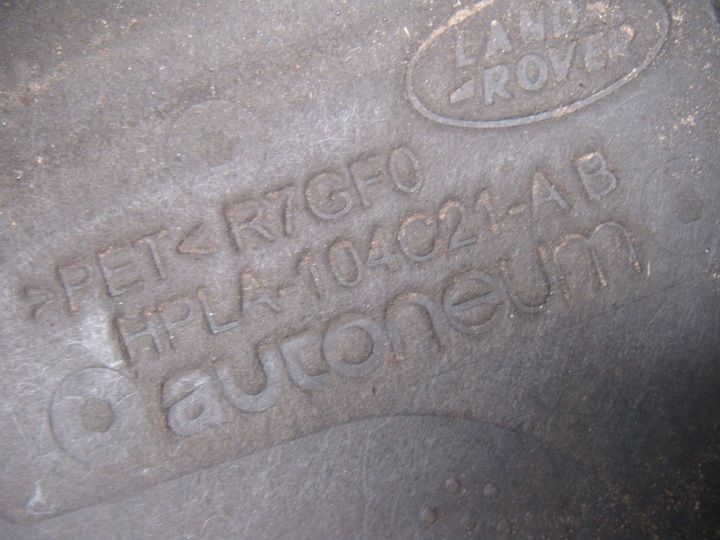 LAND
-ROVER
>PET< R7GF0
HPLA-104C21-AB
autoneum